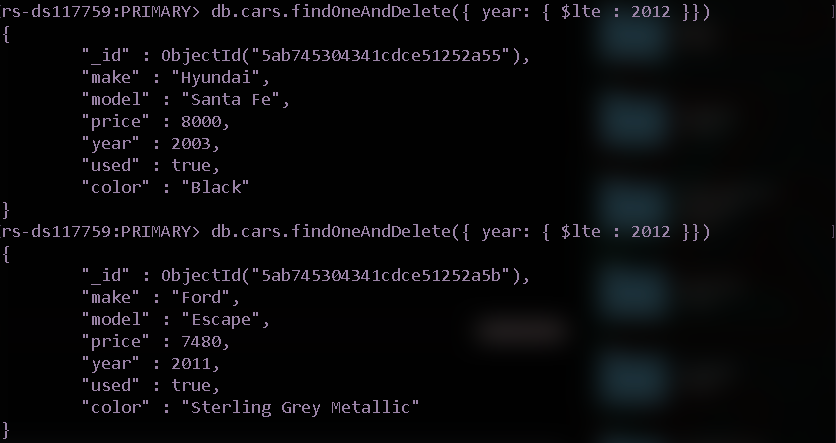 rs-ds117759:PRIMARY> db.cars.findOneAndDelete({ year: { $lte : 2012 }})
{
"_id" : ObjectId("5ab745304341cdce51252a55"),
"make" : "Hyundai",
"model" : "Santa Fe",
"price" : 8000,
"year" : 2003,
"used" : true,
"color" : "Black"
}
rs-ds117759:PRIMARY> db.cars.findOneAndDelete({ year: { $lte : 2012 }})
{
"_id" : ObjectId("5ab745304341cdce51252a5b"),
"make" : "Ford",
"model" : "Escape",
"price" : 7480,
"year" : 2011,
"used" : true,
"color" : "Sterling Grey Metallic"
}